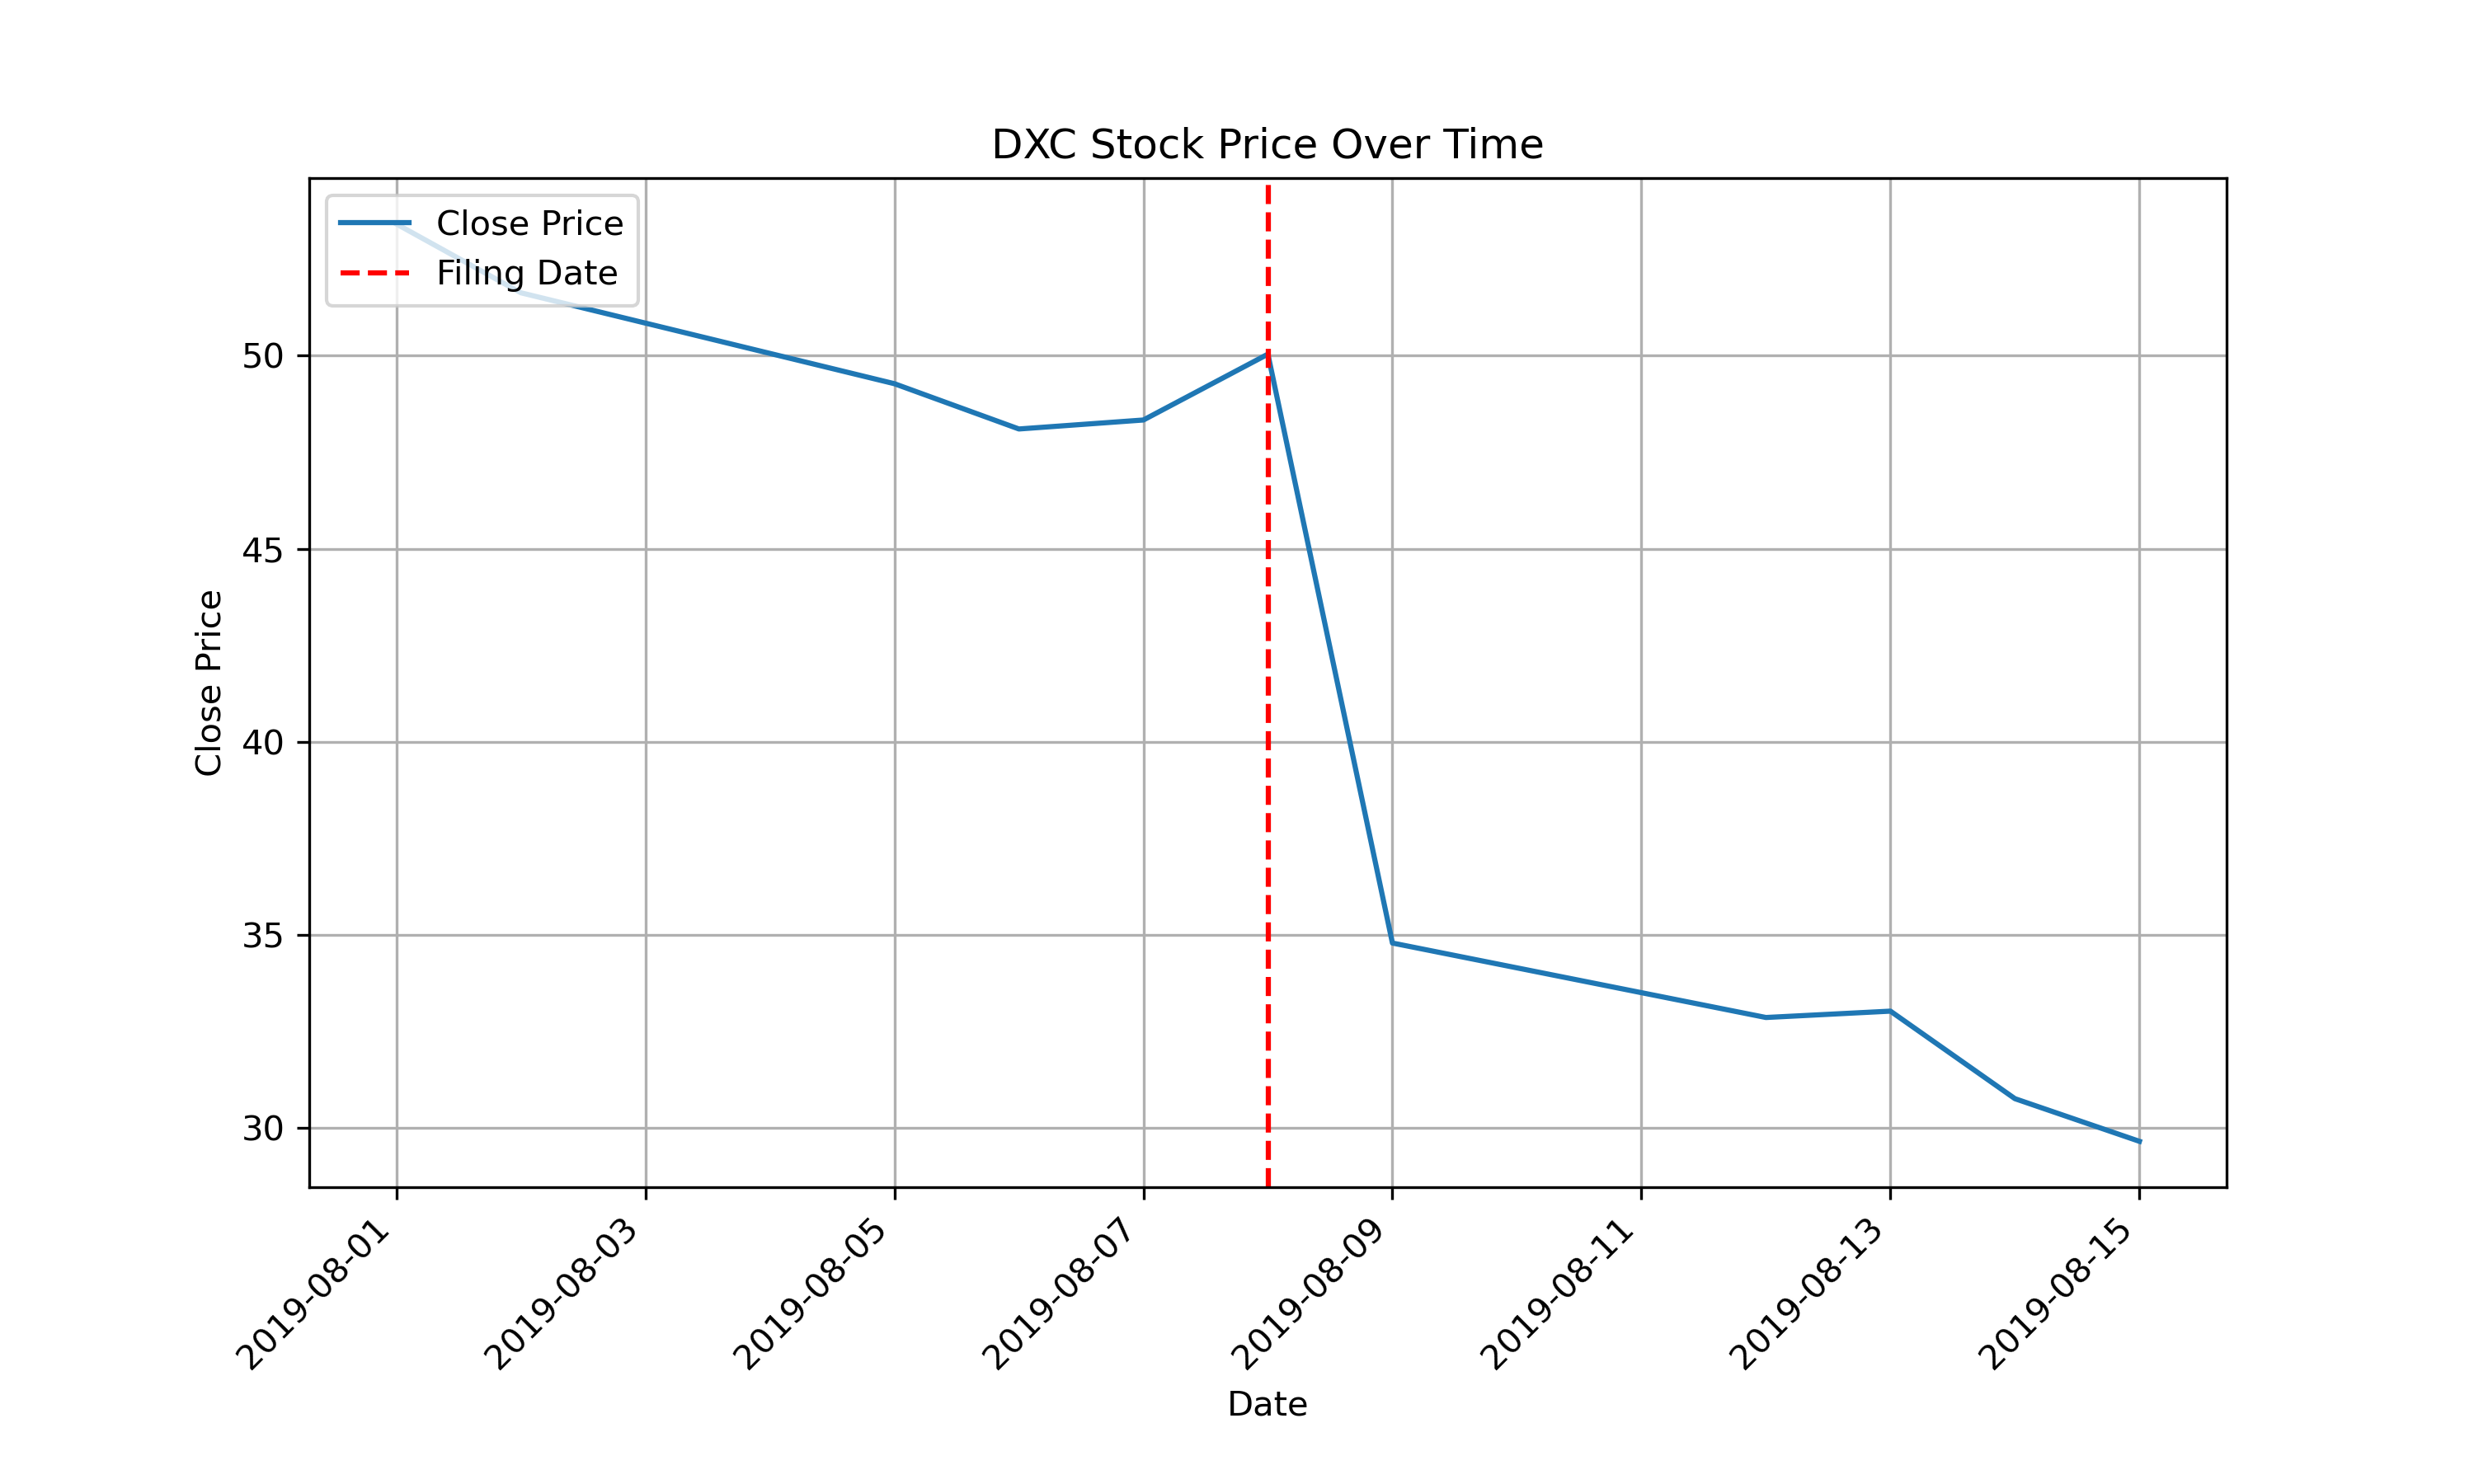 DXC Stock Price Over Time
Close Price
Filing Date
50
45
40
35
30
Close Price
2019-08-01
2019-08-03
2019-08-05
2019-08-07
2019-08-09
2019-08-11
2019-08-13
2019-08-15
Date